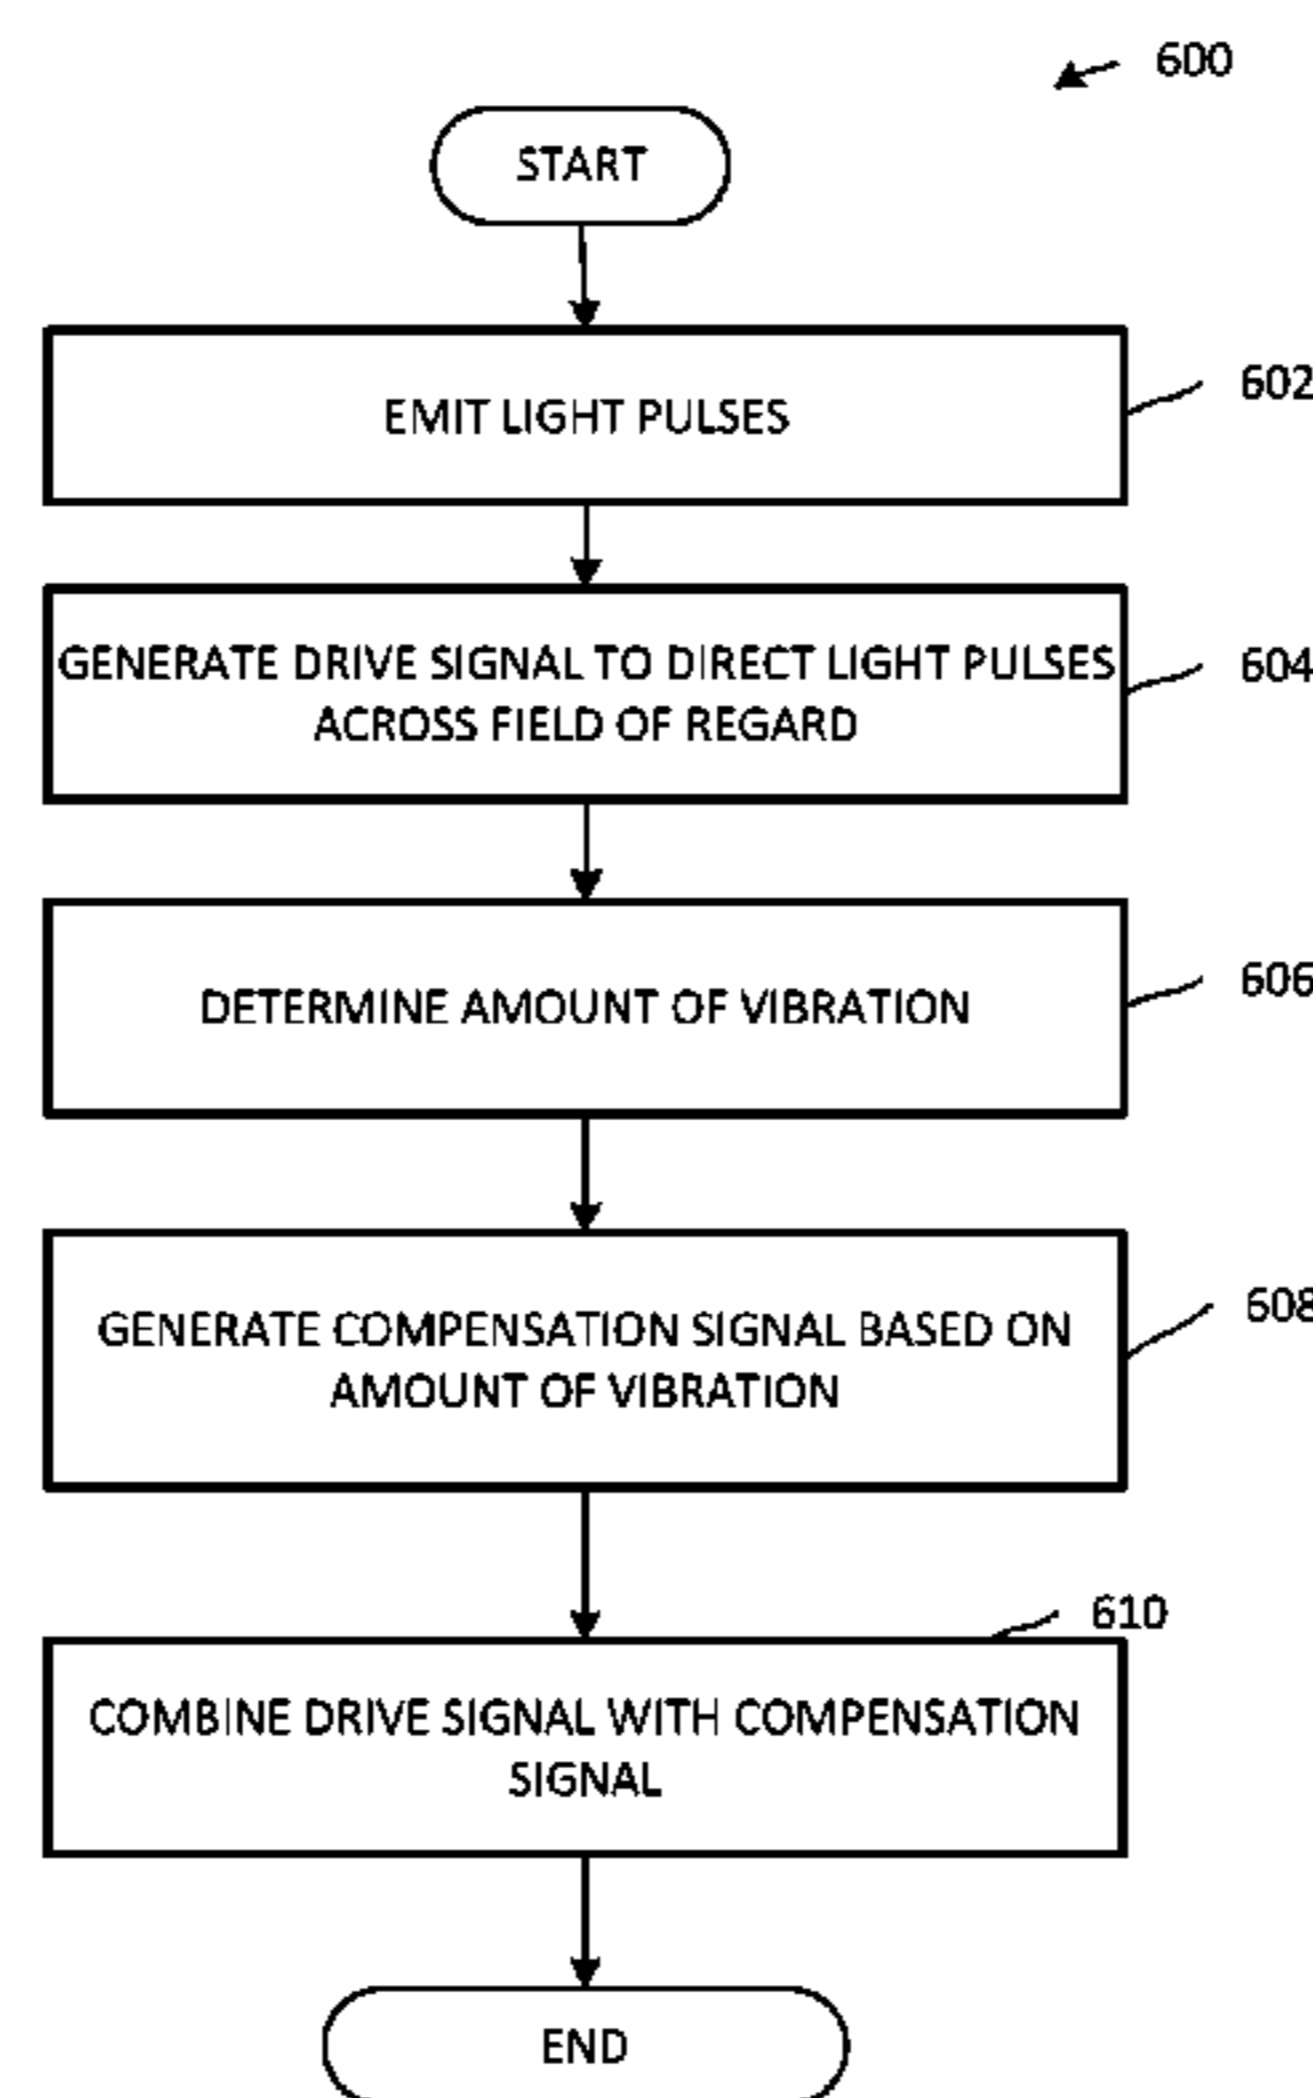 600
START
EMIT LIGHT PULSES
602
GENERATE DRIVE SIGNAL TO DIRECT LIGHT PULSES
ACROSS FIELD OF REGARD
604
DETERMINE AMOUNT OF VIBRATION
606
GENERATE COMPENSATION SIGNAL BASED ON
AMOUNT OF VIBRATION
608
610
COMBINE DRIVE SIGNAL WITH COMPENSATION
SIGNAL
END